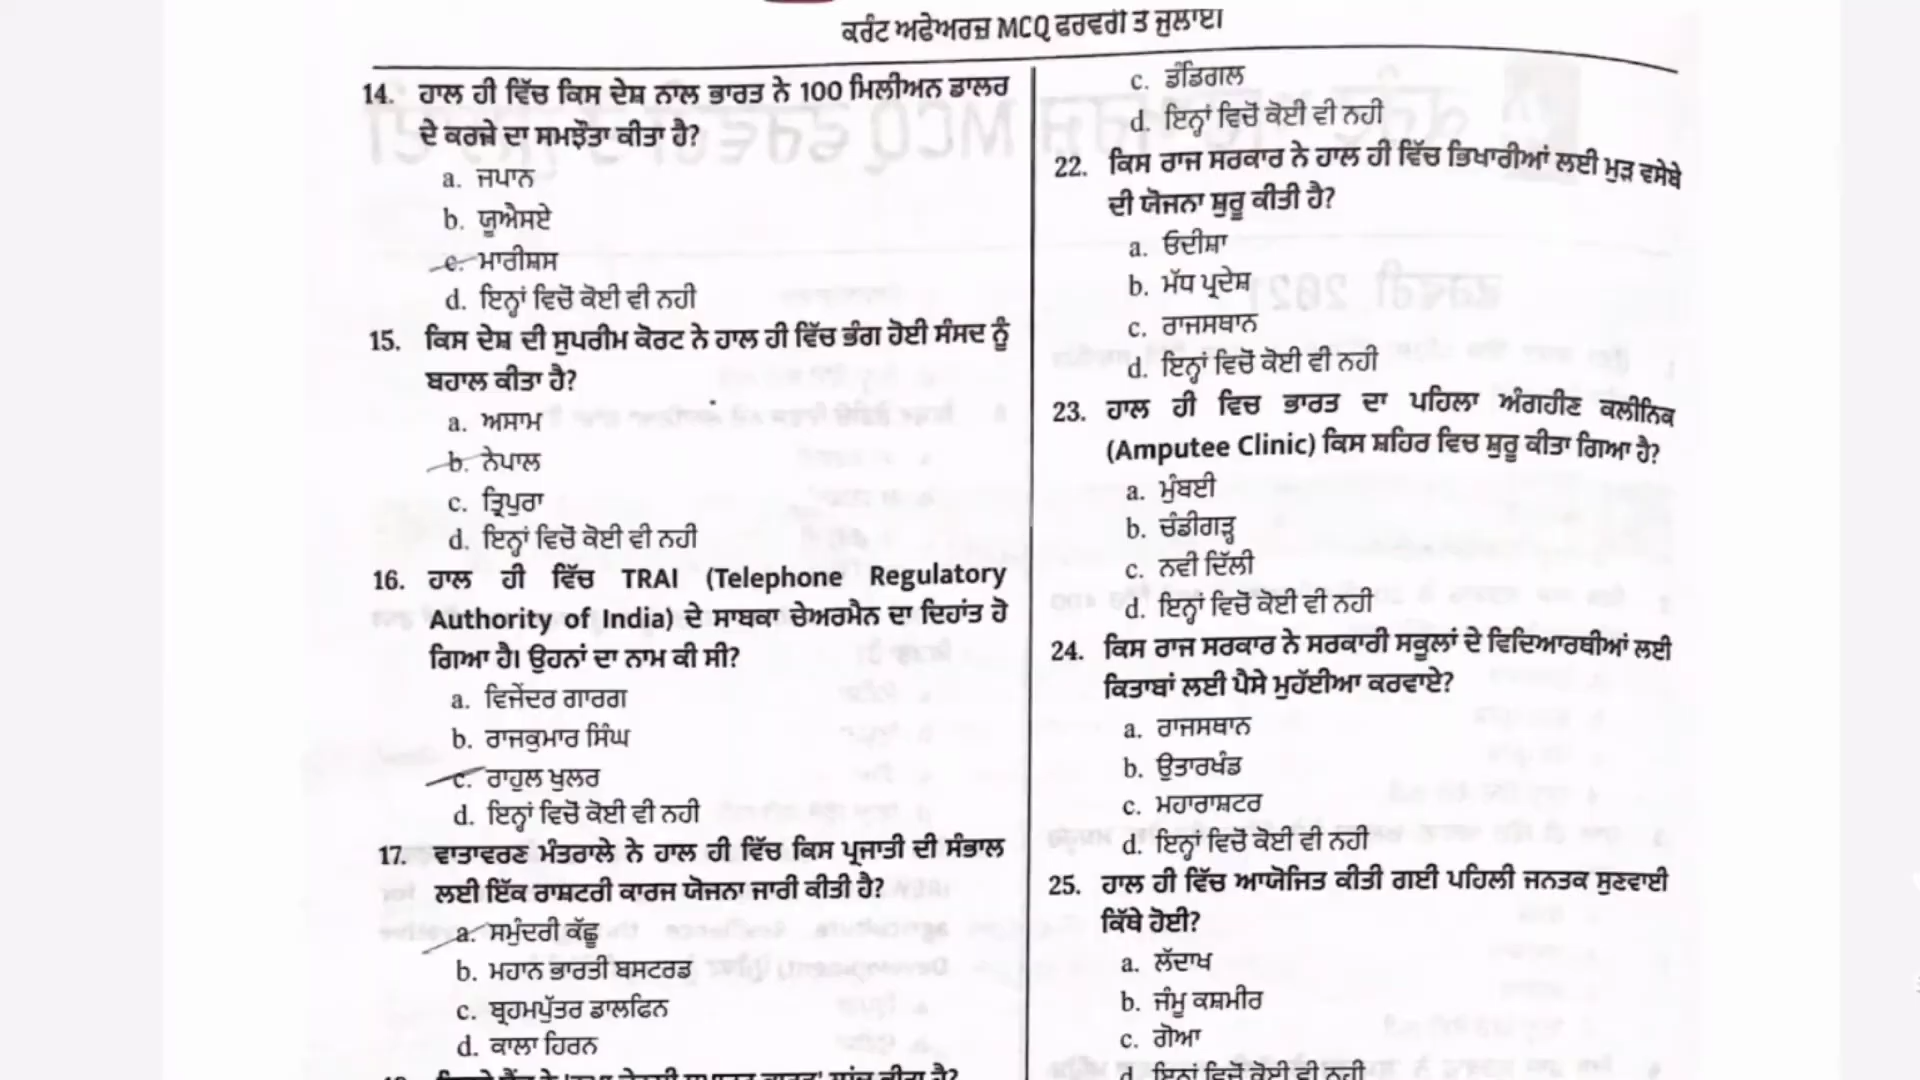 ਕਰੰਟ ਅਫੇਅਰਜ਼ MCQ ਫਰਵਰੀ ਤੋਂ ਜੁਲਾਈ
14. ਹਾਲ ਹੀ ਵਿੱਚ ਕਿਸ ਦੇਸ਼ ਨਾਲ ਭਾਰਤ ਨੇ 100 ਮਿਲੀਅਨ ਡਾਲਰ
ਦੇ ਕਰਜ਼ੇ ਦਾ ਸਮਝੌਤਾ ਕੀਤਾ ਹੈ?
a. ਜਪਾਨ
b. ਯੂਐਸਏ
c. ਮਾਰੀਸ਼ਸ
d. ਇਨ੍ਹਾਂ ਵਿਚੋਂ ਕੋਈ ਵੀ ਨਹੀ
15. ਕਿਸ ਦੇਸ਼ ਦੀ ਸੁਪਰੀਮ ਕੋਰਟ ਨੇ ਹਾਲ ਹੀ ਵਿੱਚ ਭੰਗ ਹੋਈ ਸੰਸਦ ਨੂੰ
ਬਹਾਲ ਕੀਤਾ ਹੈ?
a. ਅਸਾਮ
b. ਨੇਪਾਲ
c. ਤ੍ਰਿਪੁਰਾ
d. ਇਨ੍ਹਾਂ ਵਿਚੋਂ ਕੋਈ ਵੀ ਨਹੀ
16. ਹਾਲ ਹੀ ਵਿੱਚ TRAI (Telephone Regulatory
Authority of India) ਦੇ ਸਾਬਕਾ ਚੇਅਰਮੈਨ ਦਾ ਦਿਹਾਂਤ ਹੋ
ਗਿਆ ਹੈ। ਉਹਨਾਂ ਦਾ ਨਾਮ ਕੀ ਸੀ?
a. ਵਿਜੇਂਦਰ ਗਾਰਗ
b. ਰਾਜਕੁਮਾਰ ਸਿੰਘ
c. ਰਾਹੁਲ ਖੁਲਰ
d. ਇਨ੍ਹਾਂ ਵਿਚੋਂ ਕੋਈ ਵੀ ਨਹੀ
17. ਵਾਤਾਵਰਣ ਮੰਤਰਾਲੇ ਨੇ ਹਾਲ ਹੀ ਵਿੱਚ ਕਿਸ ਪ੍ਰਜਾਤੀ ਦੀ ਸੰਭਾਲ
ਲਈ ਇੱਕ ਰਾਸ਼ਟਰੀ ਕਾਰਜ ਯੋਜਨਾ ਜਾਰੀ ਕੀਤੀ ਹੈ?
a. ਸਮੁੰਦਰੀ ਕੱਛੂ
b. ਮਹਾਨ ਭਾਰਤੀ ਬਸਟਰਡ
c. ਬ੍ਰਹਮਪੁੱਤਰ ਡਾਲਫਿਨ
d. ਕਾਲਾ ਹਿਰਨ
c. ਡੰਡਿਗਲ
d. ਇਨ੍ਹਾਂ ਵਿਚੋਂ ਕੋਈ ਵੀ ਨਹੀ
22. ਕਿਸ ਰਾਜ ਸਰਕਾਰ ਨੇ ਹਾਲ ਹੀ ਵਿੱਚ ਭਿਖਾਰੀਆਂ ਲਈ ਮੁੜ ਵਸੇਬੇ
ਦੀ ਯੋਜਨਾ ਸ਼ੁਰੂ ਕੀਤੀ ਹੈ?
a. ਓਦੀਸ਼ਾ
b. ਮੱਧ ਪ੍ਰਦੇਸ਼
c. ਰਾਜਸਥਾਨ
d. ਇਨ੍ਹਾਂ ਵਿਚੋਂ ਕੋਈ ਵੀ ਨਹੀ
23. ਹਾਲ ਹੀ ਵਿਚ ਭਾਰਤ ਦਾ ਪਹਿਲਾ ਅੰਗਹੀਣ ਕਲੀਨਿਕ
(Amputee Clinic) ਕਿਸ ਸ਼ਹਿਰ ਵਿਚ ਸ਼ੁਰੂ ਕੀਤਾ ਗਿਆ ਹੈ?
a. ਮੁੰਬਈ
b. ਚੰਡੀਗੜ੍ਹ
c. ਨਵੀ ਦਿੱਲੀ
d. ਇਨ੍ਹਾਂ ਵਿਚੋਂ ਕੋਈ ਵੀ ਨਹੀ
24. ਕਿਸ ਰਾਜ ਸਰਕਾਰ ਨੇ ਸਰਕਾਰੀ ਸਕੂਲਾਂ ਦੇ ਵਿਦਿਆਰਥੀਆਂ ਲਈ
ਕਿਤਾਬਾਂ ਲਈ ਪੈਸੇ ਮੁਹੱਈਆ ਕਰਵਾਏ?
a. ਰਾਜਸਥਾਨ
b. ਉਤਾਰਖੰਡ
c. ਮਹਾਰਾਸ਼ਟਰ
d. ਇਨ੍ਹਾਂ ਵਿਚੋਂ ਕੋਈ ਵੀ ਨਹੀ
25. ਹਾਲ ਹੀ ਵਿੱਚ ਆਯੋਜਿਤ ਕੀਤੀ ਗਈ ਪਹਿਲੀ ਜਨਤਕ ਸੁਣਵਾਈ
ਕਿੱਥੇ ਹੋਈ?
a. ਲੱਦਾਖ
b. ਜੰਮੂ ਕਸ਼ਮੀਰ
c. ਗੋਆ
d. ਇਨ੍ਹਾਂ ਵਿਚੋਂ ਕੋਈ ਵੀ ਨਹੀ